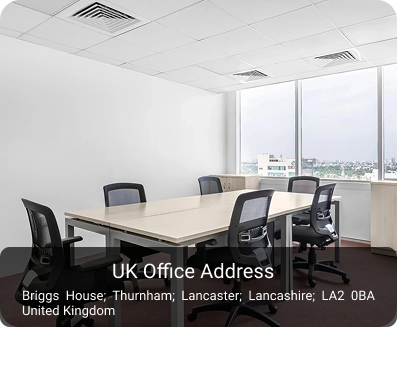 UK Office Address
Briggs House; Thurnham; Lancaster; Lancashire; LA2 0BA
United Kingdom